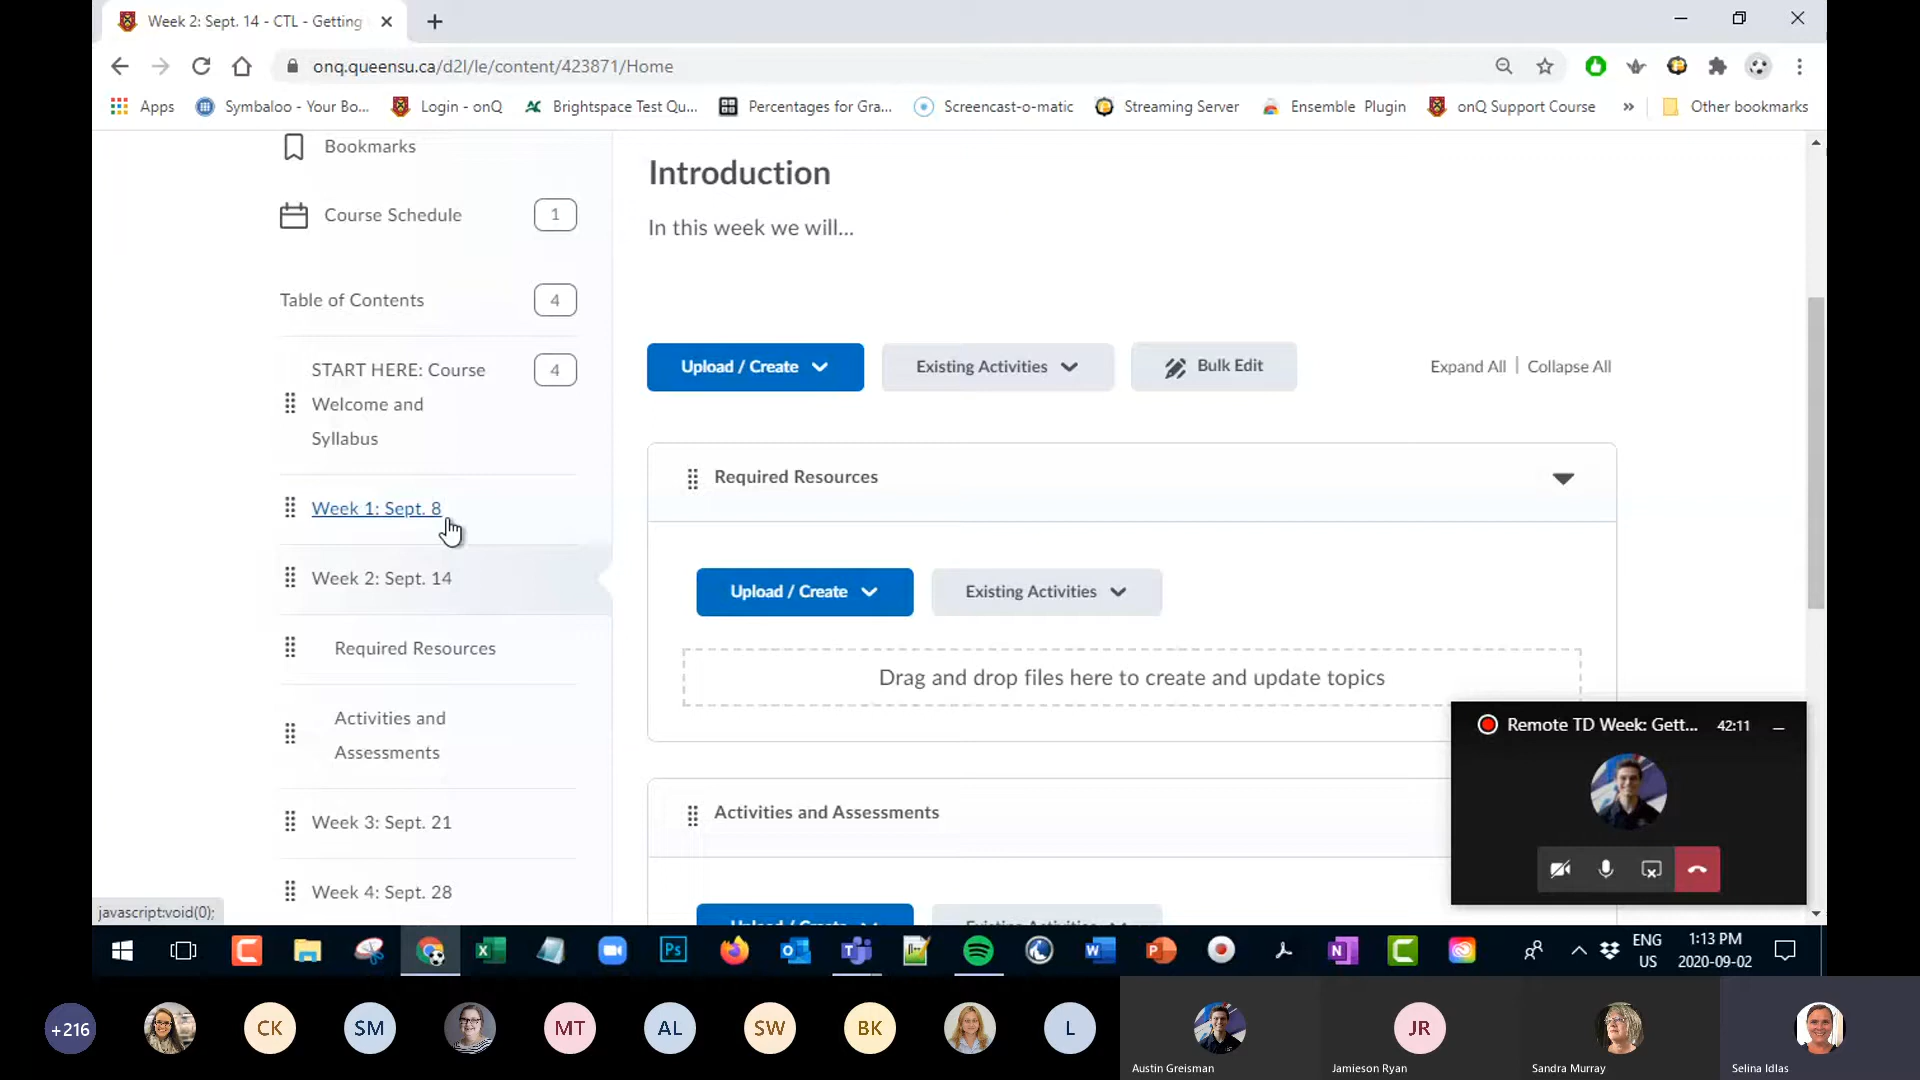 Week 2: Sept. 14 - CTL - Getting
onq.queensu.ca/d2l/le/content/423871/Home
Apps
Symbaloo - Your Bo...
Login - onQ
Brightspace Test Qu...
Percentages for Gra...
Screencast-o-matic
Streaming Server
Ensemble Plugin
onQ Support Course
»
Other bookmarks
Bookmarks
Course Schedule
1
Table of Contents
4
START HERE: Course
Welcome and
Syllabus
4
Week 1: Sept. 8
Week 2: Sept. 14
Required Resources
Activities and
Assessments
Week 3: Sept. 21
Week 4: Sept. 28
javascript:void(0);
Introduction
In this week we will...
Upload / Create
Existing Activities
Bulk Edit
Expand All | Collapse All
Required Resources
Upload / Create
Existing Activities
Drag and drop files here to create and update topics
Activities and Assessments
Upload / Create
Existing Activities
Remote TD Week: Gett...
42:11
Ps
ENG
US
1:13 PM
2020-09-02
+216
CK
SM
MT
AL
SW
BK
L
JR
Austin Greisman
Jamieson Ryan
Sandra Murray
Selina Idlas